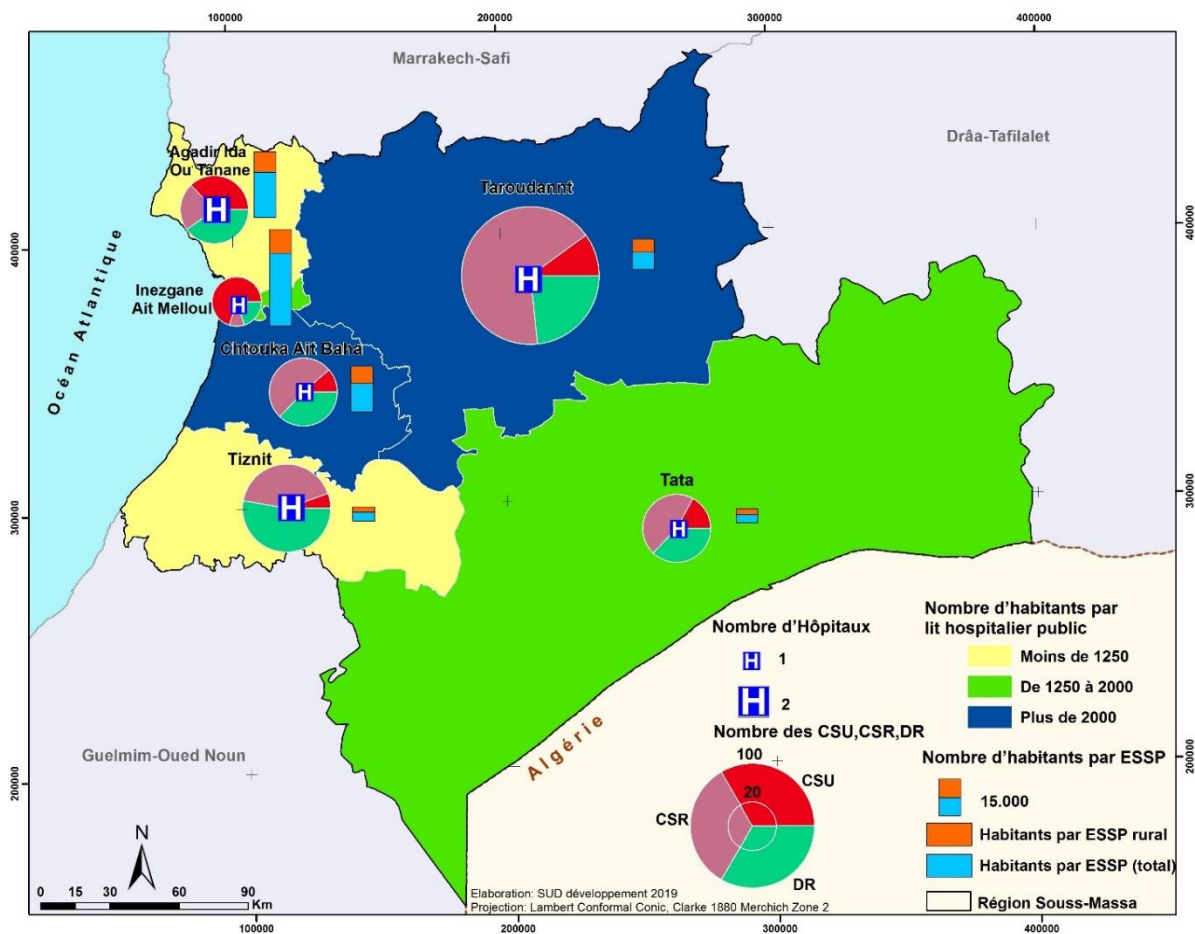 100000 200000 300000 400000
Marrakech-Safi
Drâa-Tafilalet
Agadir Ida
Ou Tanane
Taroudannt
400000
400000
Océan Atlantique
Inezgane
Ait Melloul
Chtouka Ait Baha
Tiznit
Tata
300000
300000
Guelmim-Oued Noun
Algérie
200000
200000
Nombre d'Hôpitaux
H 1
H 2
Nombre des CSU,CSR,DR
100
20
CSU
CSR
DR
Nombre d'habitants par
lit hospitalier public
Moins de 1250
De 1250 à 2000
Plus de 2000
Nombre d'habitants par ESSP
15.000
Habitants par ESSP rural
Habitants par ESSP (total)
Région Souss-Massa
N
0 15 30 60 90
Km
Elaboration: SUD développement 2019
Projection: Lambert Conformal Conic, Clarke 1880 Merchich Zone 2
100000 200000 300000 400000
H
H
H
H
H
H